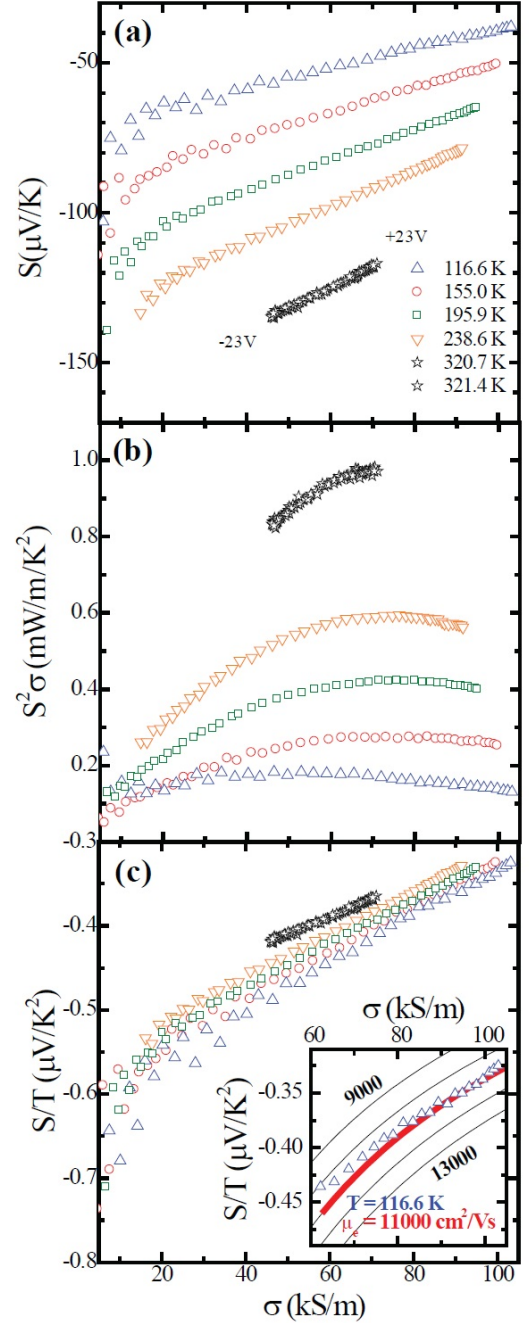 (a)
-50
-100
-150
S(μV/K)
+23V
-23V
116.6 K
155.0 K
195.9 K
238.6 K
320.7 K
321.4 K
(b)
1.0
0.8
0.6
0.4
0.2
-0.3
S²σ (mW/m/K²)
(c)
-0.4
-0.5
-0.6
-0.7
-0.8
S/T (μV/K²)
σ (kS/m)
60 80 100
-0.35
-0.40
-0.45
S/T (μV/K²)
9000
13000
T = 116.6 K
μe = 11000 cm²/Vs
20 40 60 80 100
σ (kS/m)